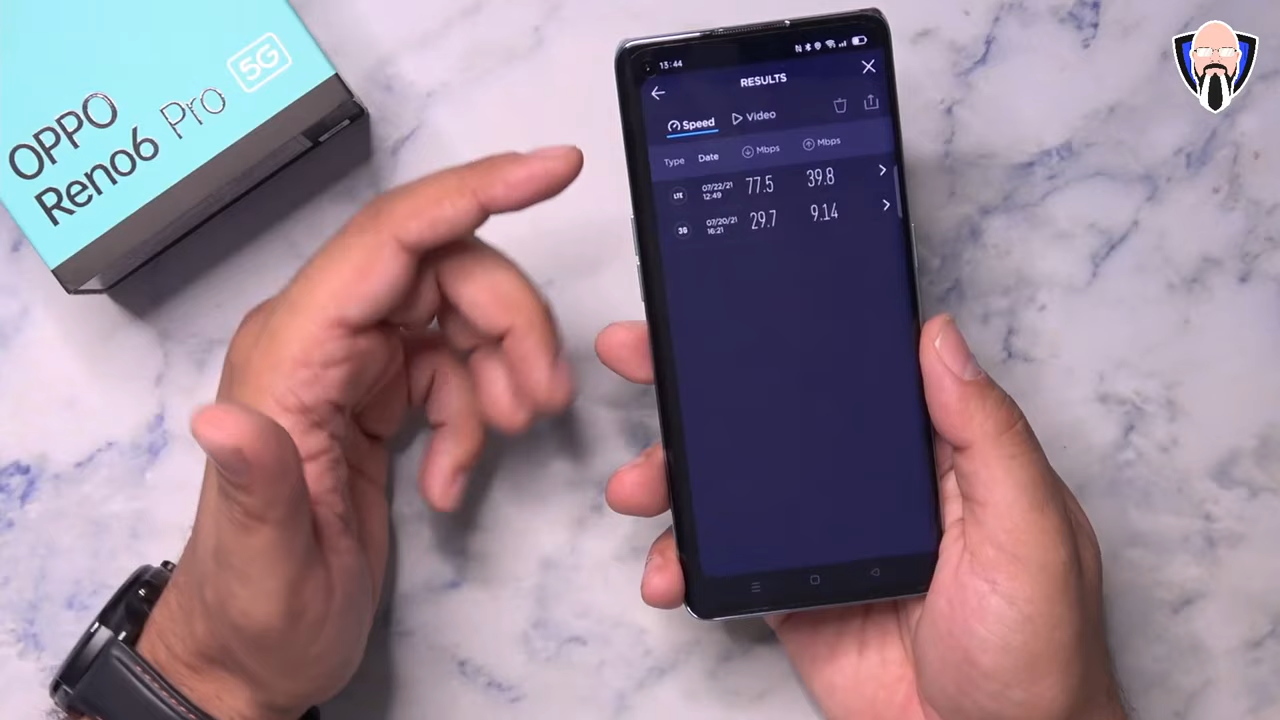 OPPO
Reno6 Pro 5G
13:44
RESULTS
Speed Video
Type Date Mbps Mbps
LTE 07/22/21 12:49 77.5 39.8
3G 07/20/21 16:21 29.7 9.14